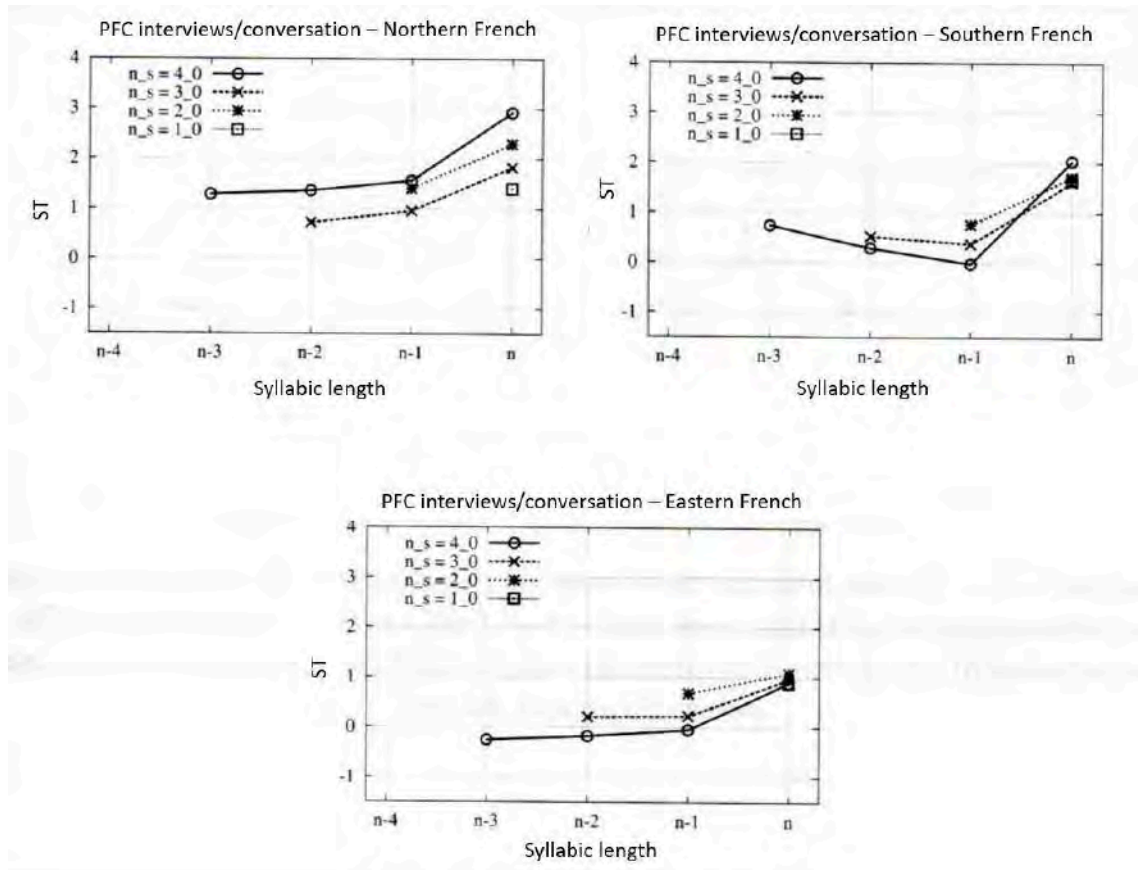 PFC interviews/conversation – Northern French
4
n_s = 4_0
n_s = 3_0
n_s = 2_0
n_s = 1_0
3
2
1
0
-1
ST
n-4 n-3 n-2 n-1 n
Syllabic length
PFC interviews/conversation – Southern French
4
n_s = 4_0
n_s = 3_0
n_s = 2_0
n_s = 1_0
3
2
1
0
-1
ST
n-4 n-3 n-2 n-1 n
Syllabic length
PFC interviews/conversation – Eastern French
4
n_s = 4_0
n_s = 3_0
n_s = 2_0
n_s = 1_0
3
2
1
0
-1
ST
n-4 n-3 n-2 n-1 n
Syllabic length